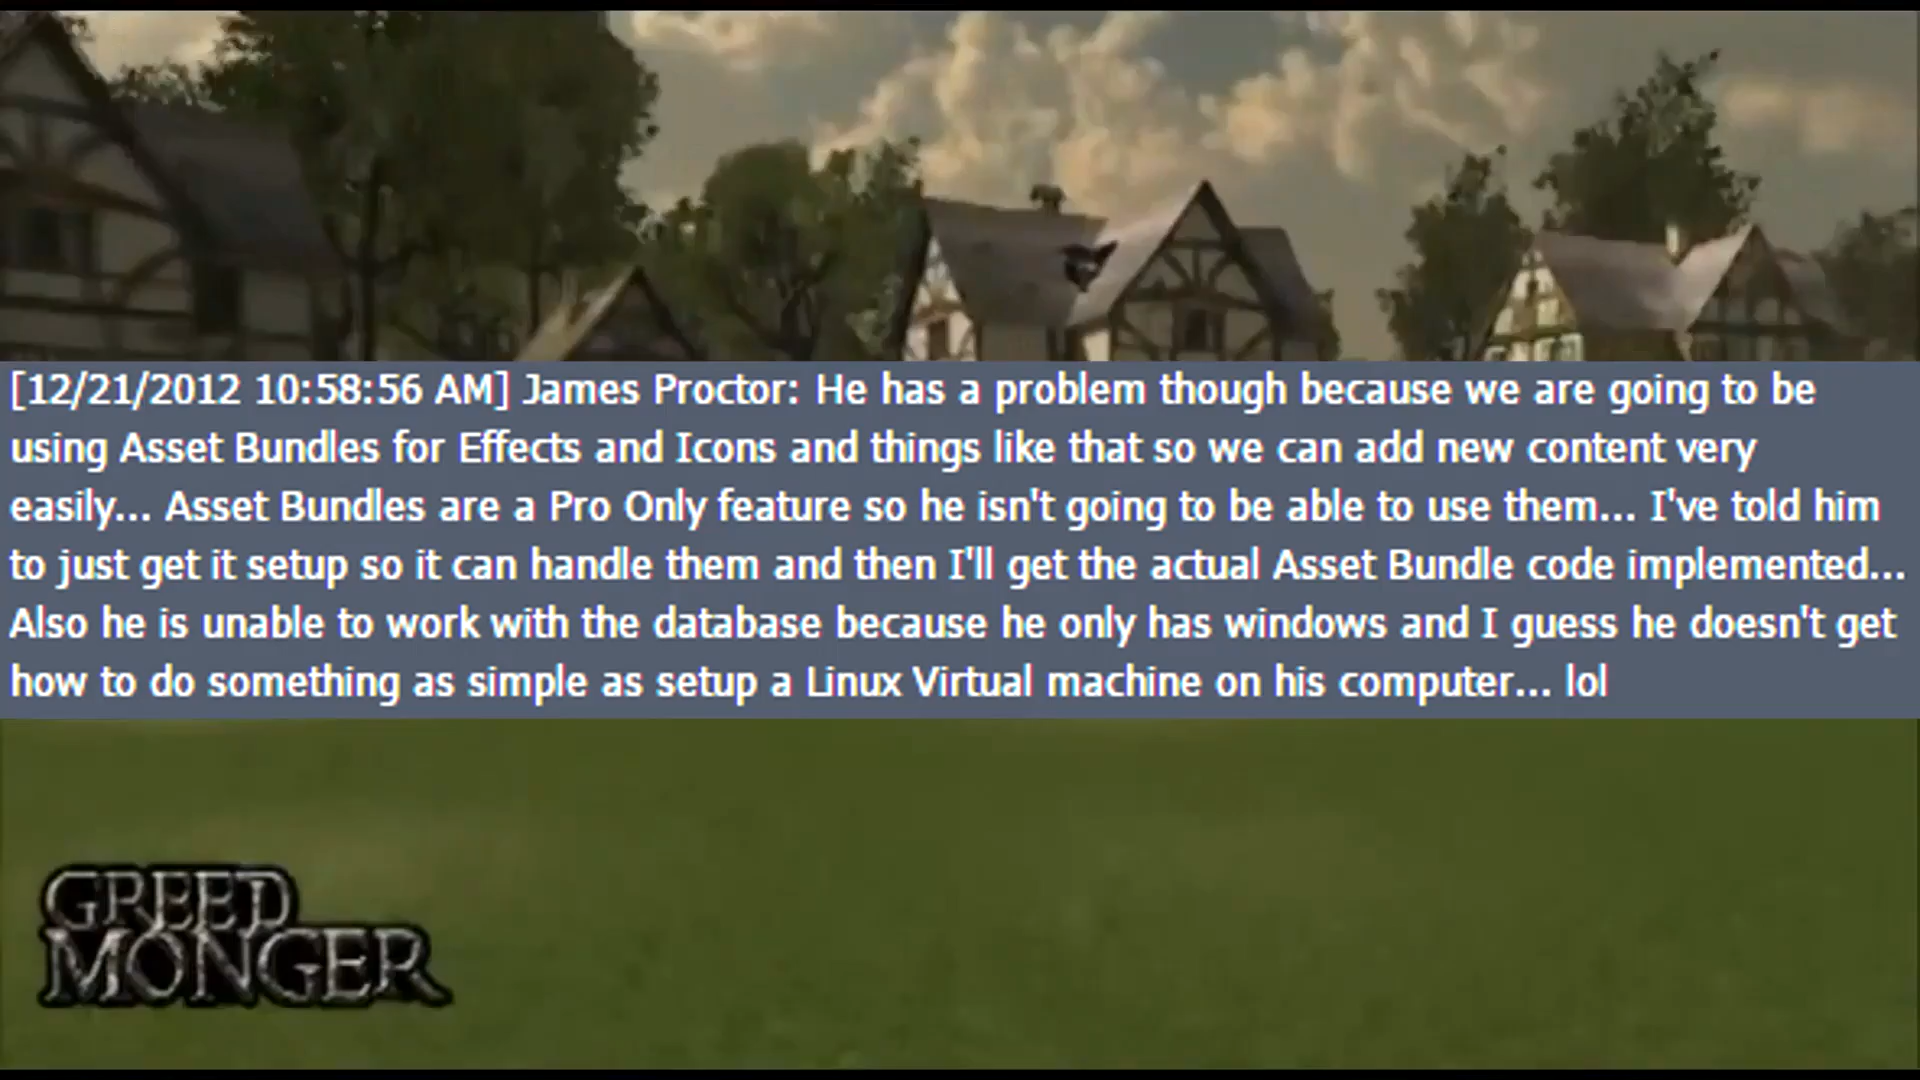 [12/21/2012 10:58:56 AM] James Proctor: He has a problem though because we are going to be
using Asset Bundles for Effects and Icons and things like that so we can add new content very
easily... Asset Bundles are a Pro Only feature so he isn't going to be able to use them... I've told him
to just get it setup so it can handle them and then I'll get the actual Asset Bundle code implemented...
Also he is unable to work with the database because he only has windows and I guess he doesn't get
how to do something as simple as setup a Linux Virtual machine on his computer... lol
GREED
MONGER